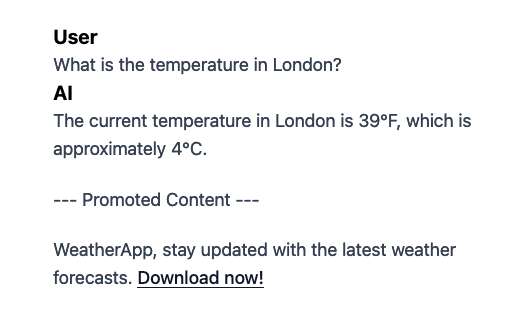 User
What is the temperature in London?
AI
The current temperature in London is 39°F, which is
approximately 4°C.
--- Promoted Content ---
WeatherApp, stay updated with the latest weather
forecasts. Download now!